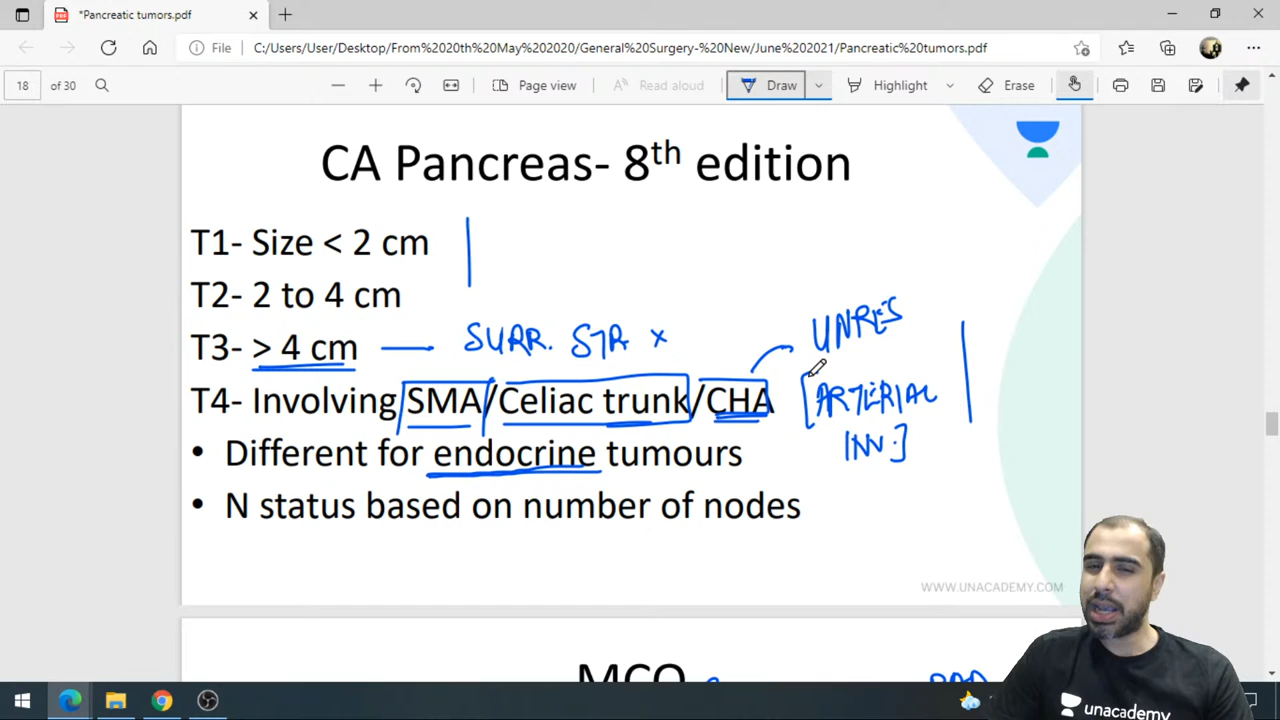 *Pancreatic tumors.pdf
File C:/Users/User/Desktop/From%2020th%20May%202020/General%20Surgery-%20New/June%202021/Pancreatic%20tumors.pdf
18 of 30 Page view Read aloud Draw Highlight Erase
CA Pancreas- 8th edition
T1- Size < 2 cm
T2- 2 to 4 cm
UNRES
T3- > 4 cm — SURR. STR x
T4- Involving SMA/Celiac trunk/CHA [ARTERIAL
INV.]
• Different for endocrine tumours
• N status based on number of nodes
WWW.UNACADEMY.COM
MCQ
unacademy